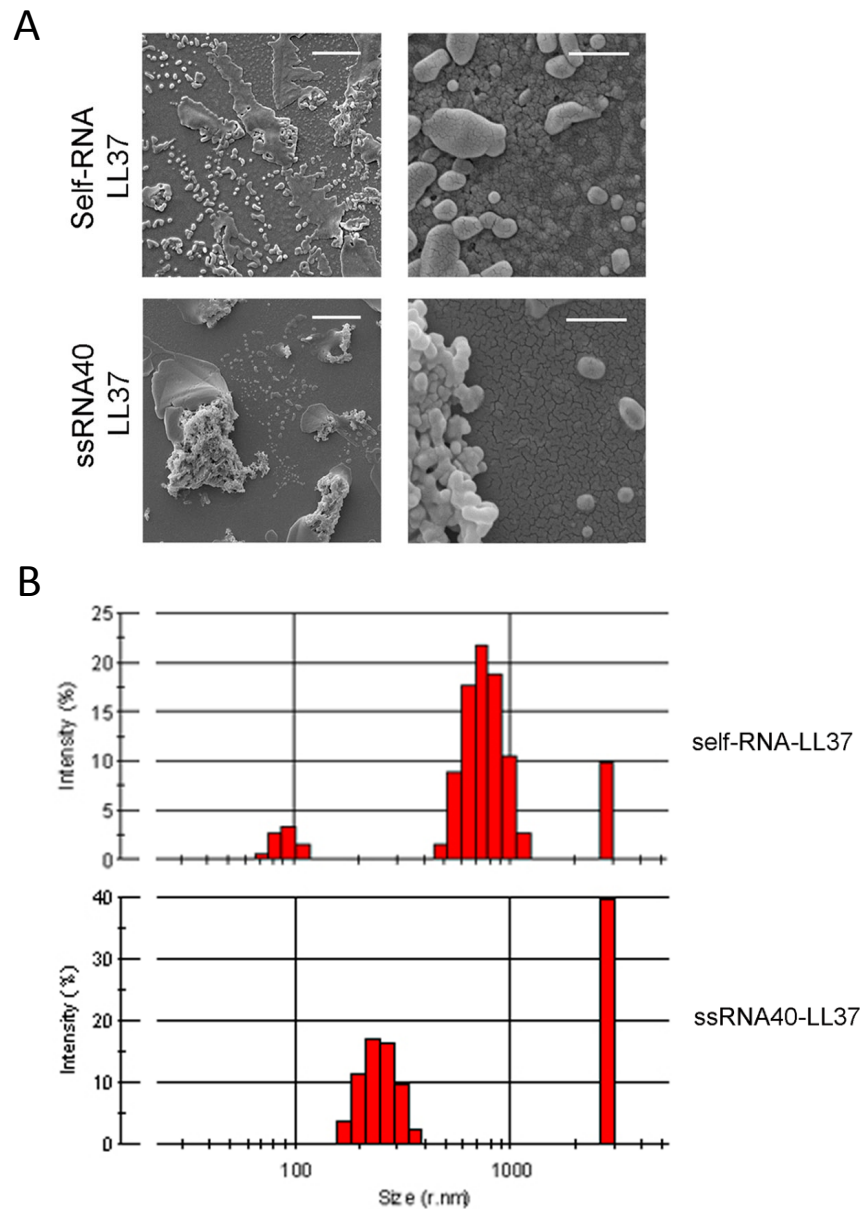 A
Self-RNA
LL37
ssRNA40
LL37
B
25
20
15
10
5
0
Intensity (%)
self-RNA-LL37
40
30
20
10
0
Intensity (%)
ssRNA40-LL37
100
1000
Size (r.nm)